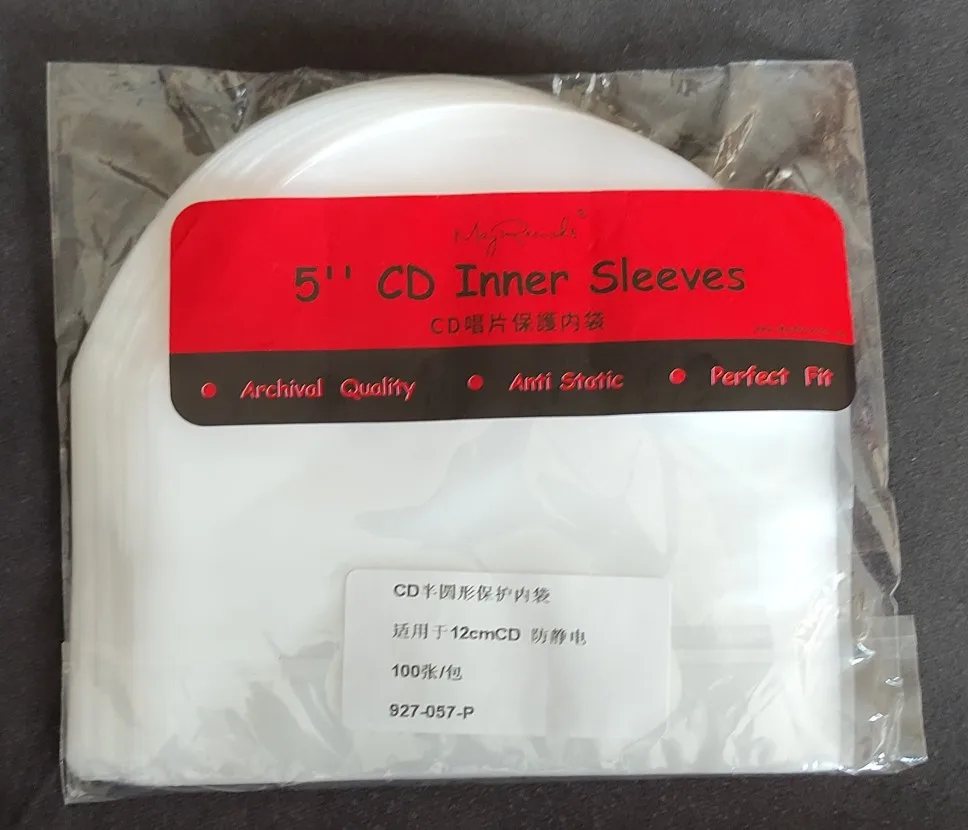 5'' CD Inner Sleeves
CD唱片保護内袋
● Archival Quality ● Anti Static ● Perfect Fit
CD半圆形保护内袋
适用于12cmCD 防静电
100张/包
927-057-P